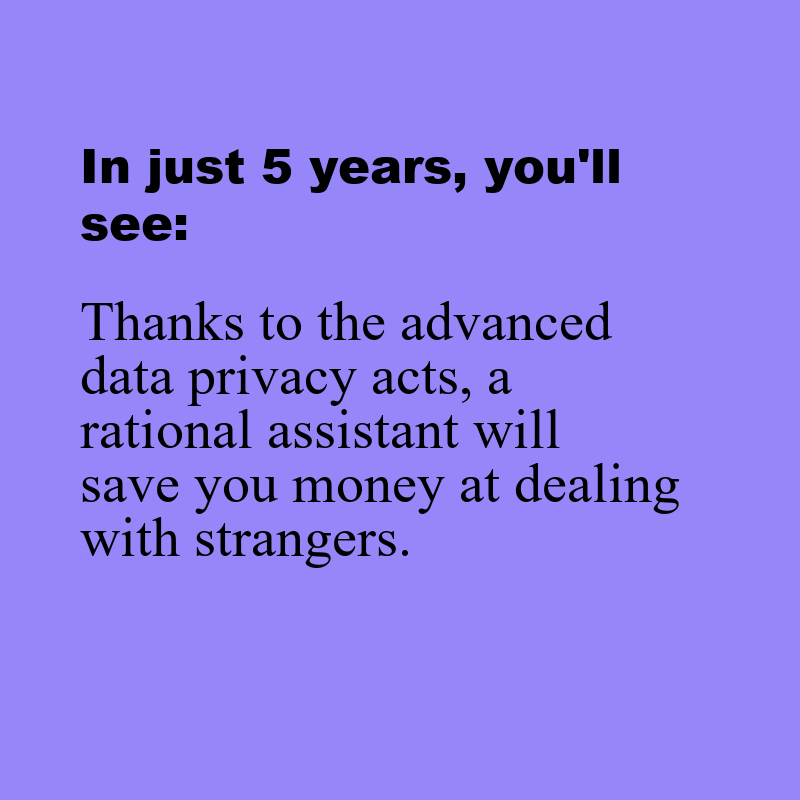 In just 5 years, you'll
see:
Thanks to the advanced
data privacy acts, a
rational assistant will
save you money at dealing
with strangers.